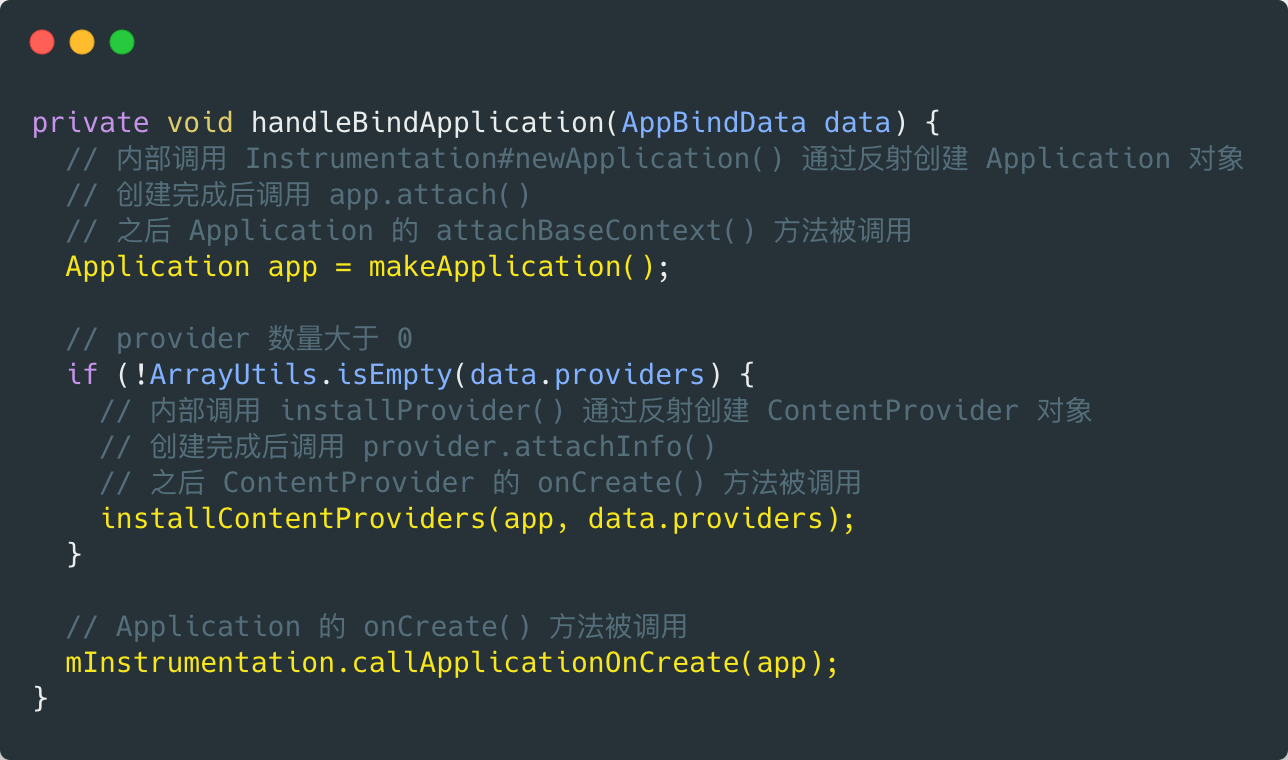 private void handleBindApplication(AppBindData data) {
// 内部调用 Instrumentation#newApplication() 通过反射创建 Application 对象
// 创建完成后调用 app.attach()
// 之后 Application 的 attachBaseContext() 方法被调用
Application app = makeApplication();
// provider 数量大于 0
if (!ArrayUtils.isEmpty(data.providers) {
// 内部调用 installProvider() 通过反射创建 ContentProvider 对象
// 创建完成后调用 provider.attachInfo()
// 之后 ContentProvider 的 onCreate() 方法被调用
installContentProviders(app, data.providers);
}
// Application 的 onCreate() 方法被调用
mInstrumentation.callApplicationOnCreate(app);
}